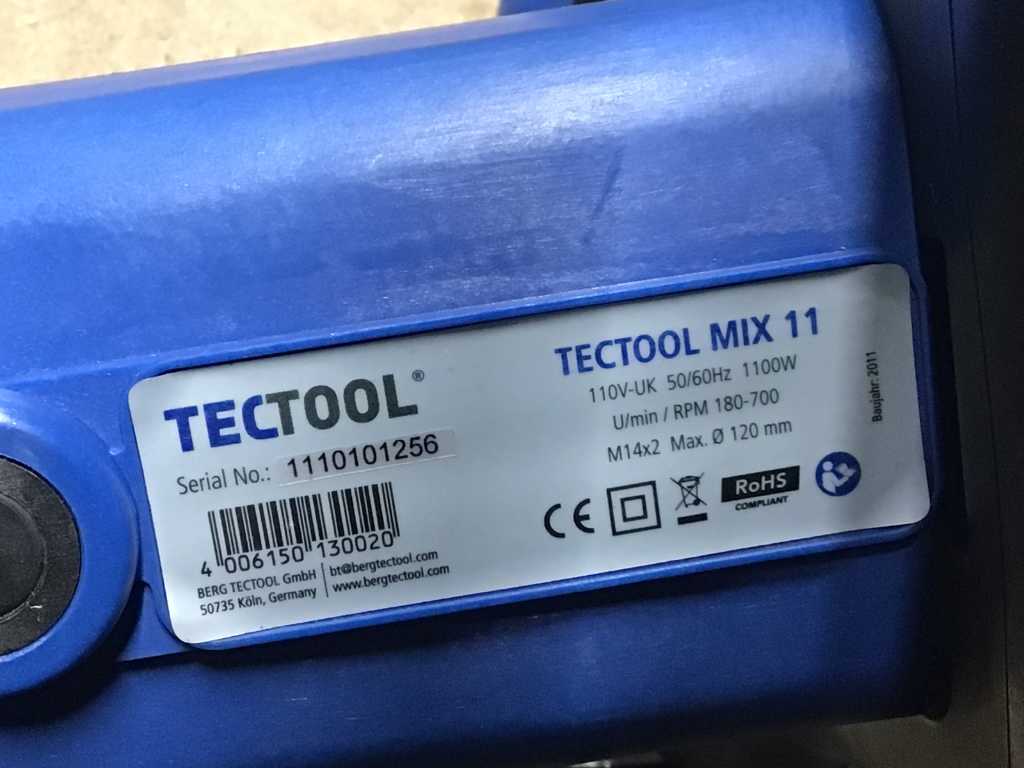 TECTOOL®
Serial No.: 1110101256
4 006150 130020
BERG TECTOOL GmbH
50735 Köln, Germany
bt@bergtectool.com
www.bergtectool.com
TECTOOL MIX 11
110V-UK 50/60Hz 1100W
U/min / RPM 180-700
M14x2 Max. Ø 120 mm
CE
RoHS
COMPLIANT
Baujahr: 2011